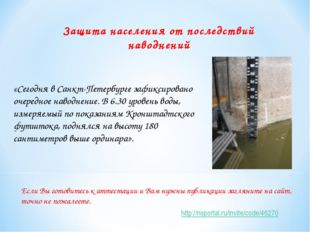 Защита населения от последствий
наводнений
«Сегодня в Санкт-Петербурге зафиксировано
очередное наводнение. В 6.30 уровень воды,
измеряемый по показаниям Кронштадтского
футштока, поднялся на высоту 180
сантиметров выше ординара».
Если Вы готовитесь к аттестации и Вам нужны публикации загляните на сайт,
точно не пожалеете.
http://nsportal.ru/invite/code/46270